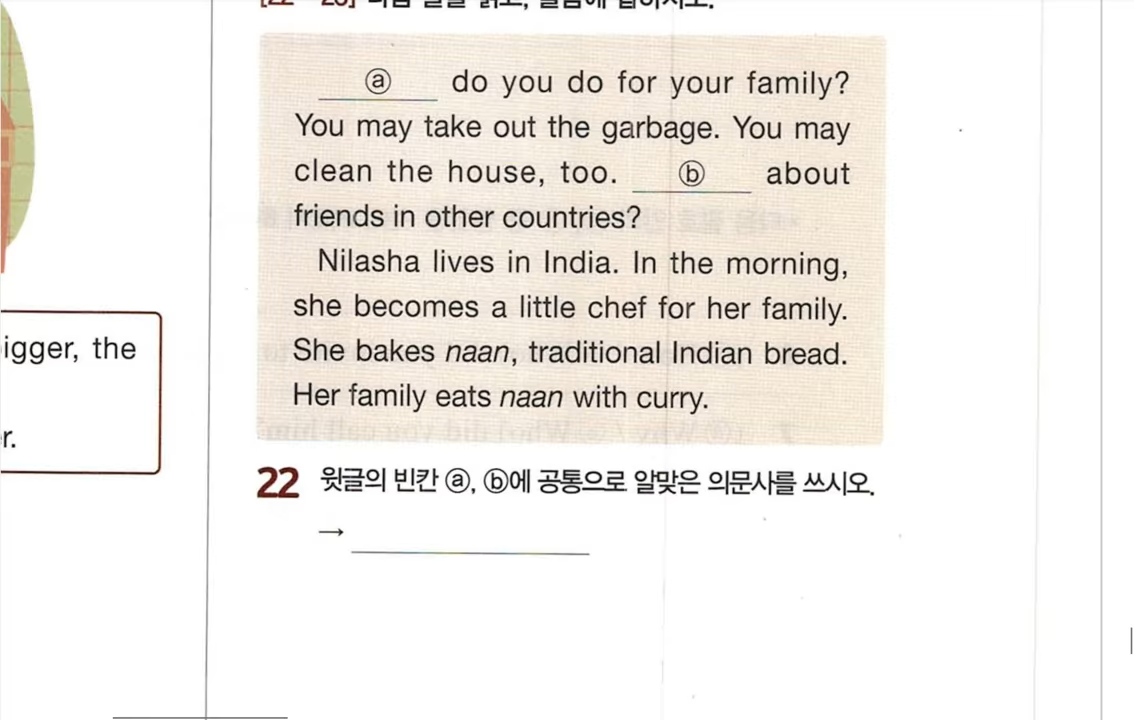 ⓐ do you do for your family?
You may take out the garbage. You may
clean the house, too. ⓑ about
friends in other countries?
Nilasha lives in India. In the morning,
she becomes a little chef for her family.
She bakes naan, traditional Indian bread.
Her family eats naan with curry.
22 윗글의 빈칸 ⓐ, ⓑ에 공통으로 알맞은 의문사를 쓰시오.
→
igger, the
r.